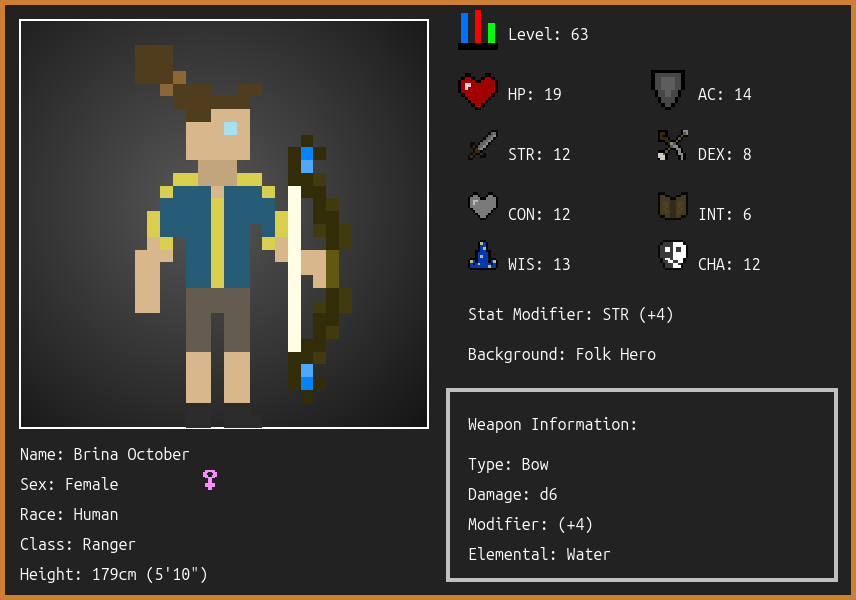 Level: 63
HP: 19
AC: 14
STR: 12
DEX: 8
CON: 12
INT: 6
WIS: 13
CHA: 12
Stat Modifier: STR (+4)
Background: Folk Hero
Weapon Information:
Type: Bow
Damage: d6
Modifier: (+4)
Elemental: Water
Name: Brina October
Sex: Female
Race: Human
Class: Ranger
Height: 179cm (5'10")